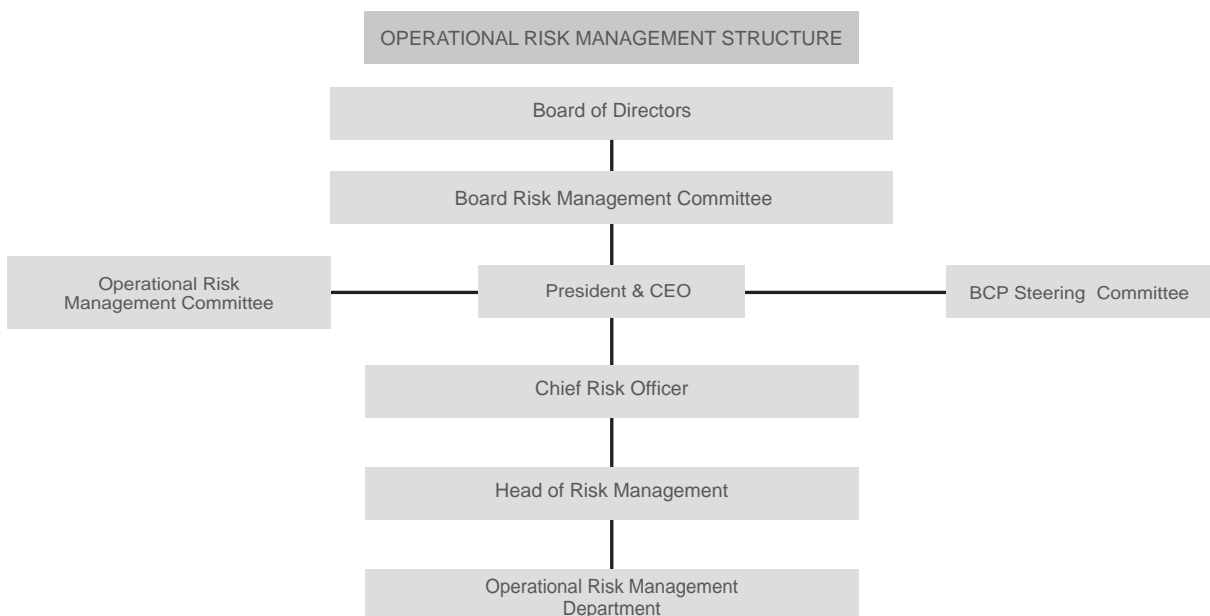 OPERATIONAL RISK MANAGEMENT STRUCTURE
Board of Directors
Board Risk Management Committee
Operational Risk
Management Committee
President & CEO
BCP Steering Committee
Chief Risk Officer
Head of Risk Management
Operational Risk Management
Department